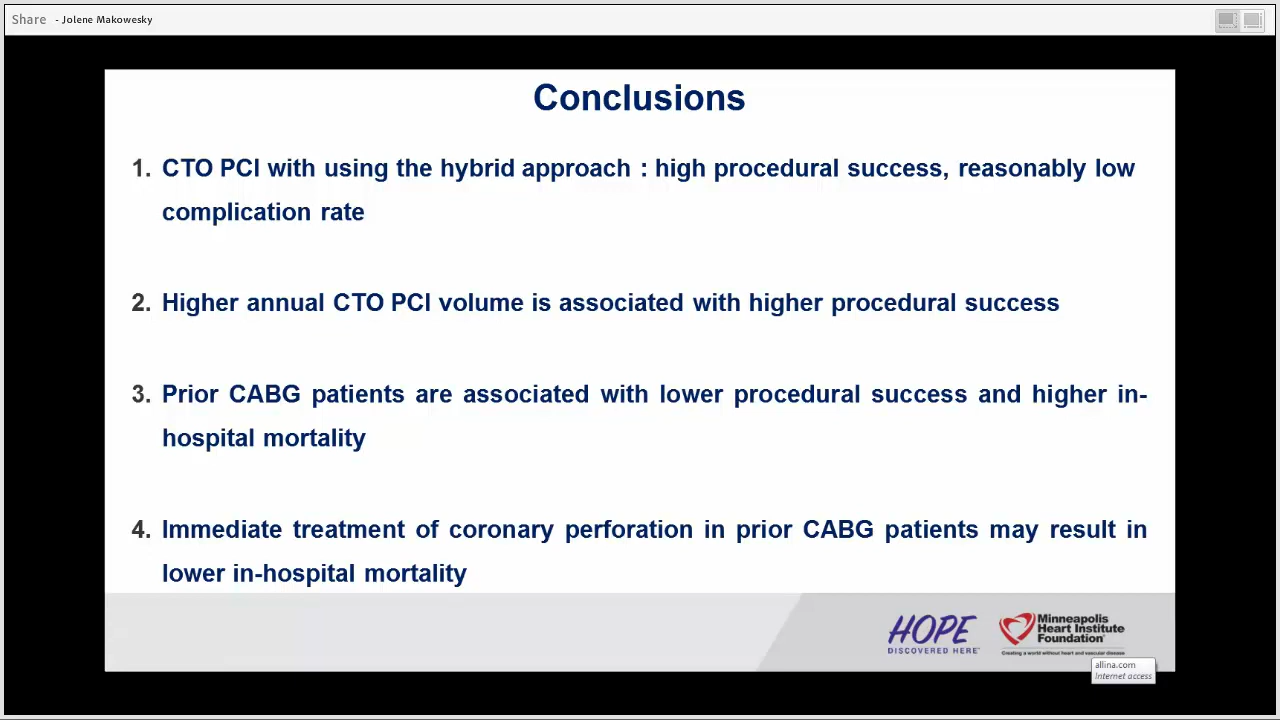 Share - Jolene Makowesky
Conclusions
1. CTO PCI with using the hybrid approach : high procedural success, reasonably low
complication rate
2. Higher annual CTO PCI volume is associated with higher procedural success
3. Prior CABG patients are associated with lower procedural success and higher in-
hospital mortality
4. Immediate treatment of coronary perforation in prior CABG patients may result in
lower in-hospital mortality
HOPE
DISCOVERED HERE™
Minneapolis
Heart Institute
Foundation®
Creating a world without heart and vascular disease
allina.com
Internet access